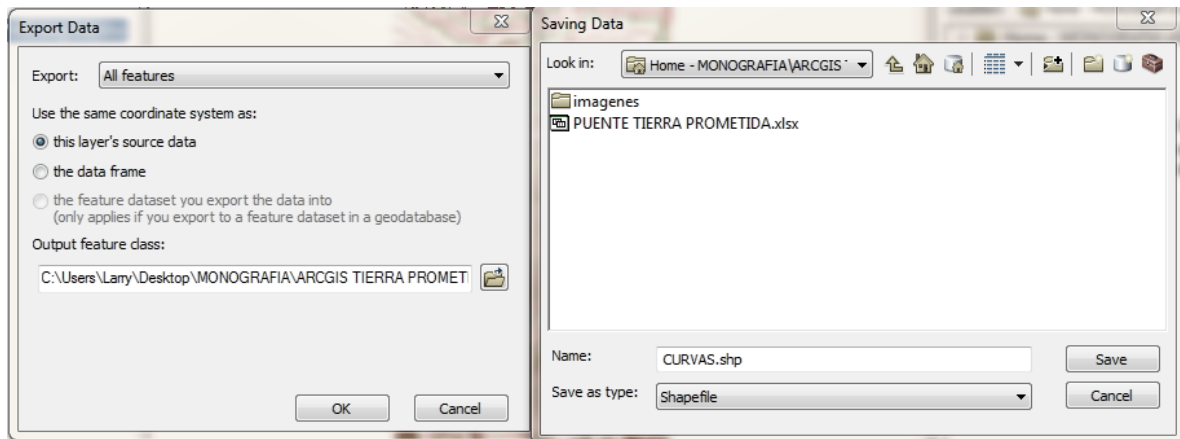 Export Data
Export: All features
Use the same coordinate system as:
this layer's source data
the data frame
the feature dataset you export the data into
(only applies if you export to a feature dataset in a geodatabase)
Output feature class:
C:\Users\Larry\Desktop\MONOGRAFIA\ARCGIS TIERRA PROMET
OK Cancel
Saving Data
Look in: Home - MONOGRAFIA\ARCGIS
imagenes
PUENTE TIERRA PROMETIDA.xlsx
Name: CURVAS.shp Save
Save as type: Shapefile Cancel